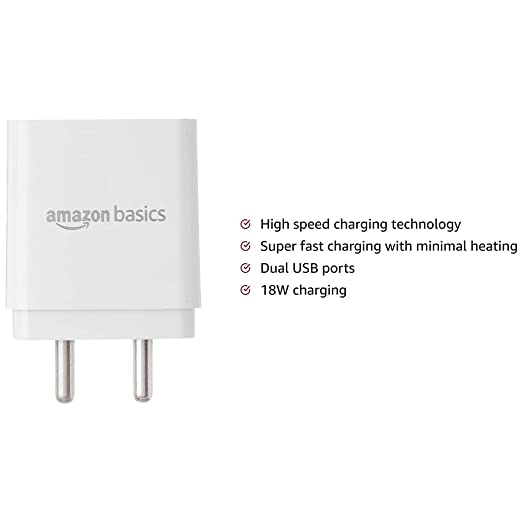 amazon basics
High speed charging technology
Super fast charging with minimal heating
Dual USB ports
18W charging